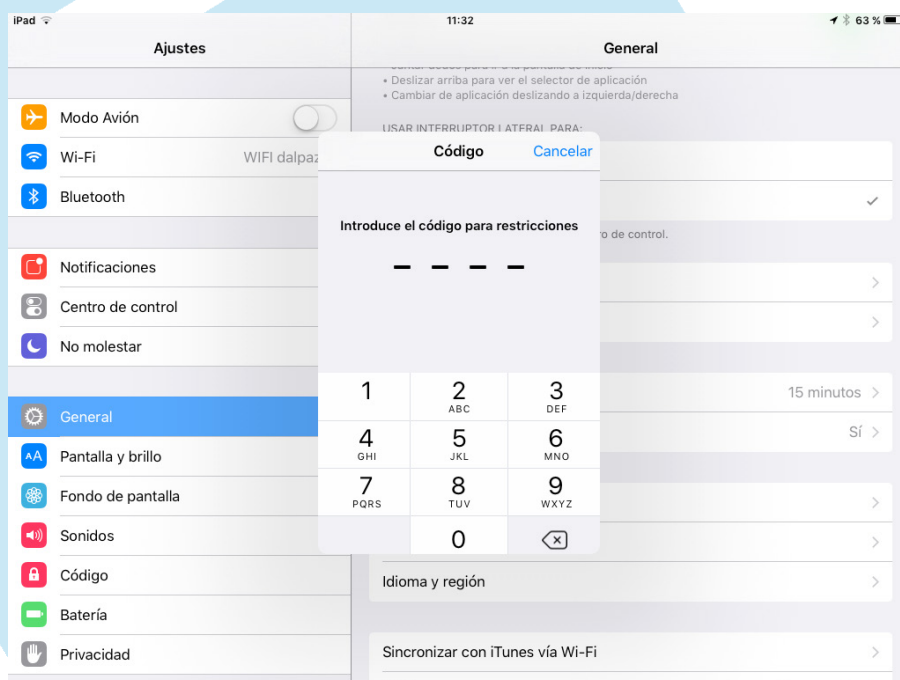 iPad
11:32
63 %
Ajustes
General
• Deslizar arriba para ver el selector de aplicación
• Cambiar de aplicación deslizando a izquierda/derecha
USAR INTERRUPTOR LATERAL PARA:
Modo Avión
Wi-Fi WIFI dalpaz
Bluetooth
Notificaciones
Centro de control
No molestar
General
Pantalla y brillo
Fondo de pantalla
Sonidos
Código
Batería
Privacidad
Código Cancelar
Introduce el código para restricciones
1
2 ABC
3 DEF
4 GHI
5 JKL
6 MNO
7 PQRS
8 TUV
9 WXYZ
0
de control.
15 minutos
Sí
Idioma y región
Sincronizar con iTunes vía Wi-Fi